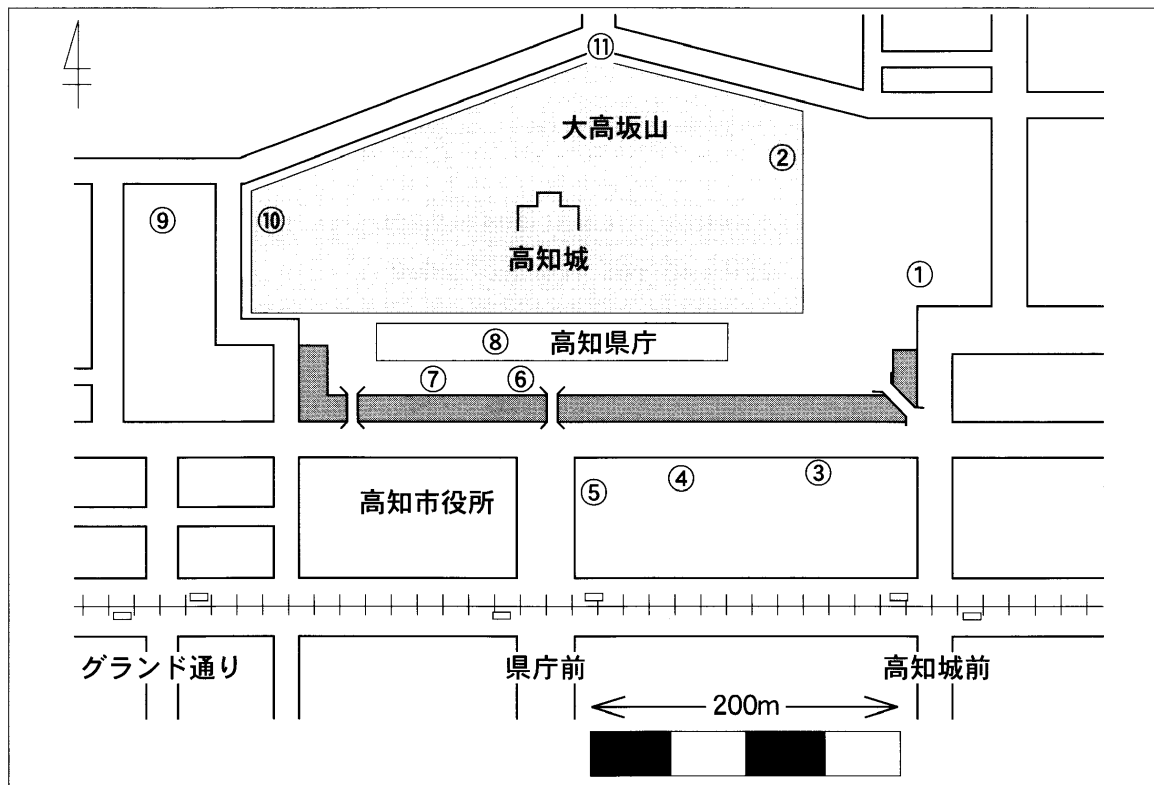 ⑪
大高坂山
②
⑨
⑩
高知城
①
⑧ 高知県庁
⑦ ⑥
③
④
⑤
高知市役所
グランド通り 県庁前 高知城前
200m